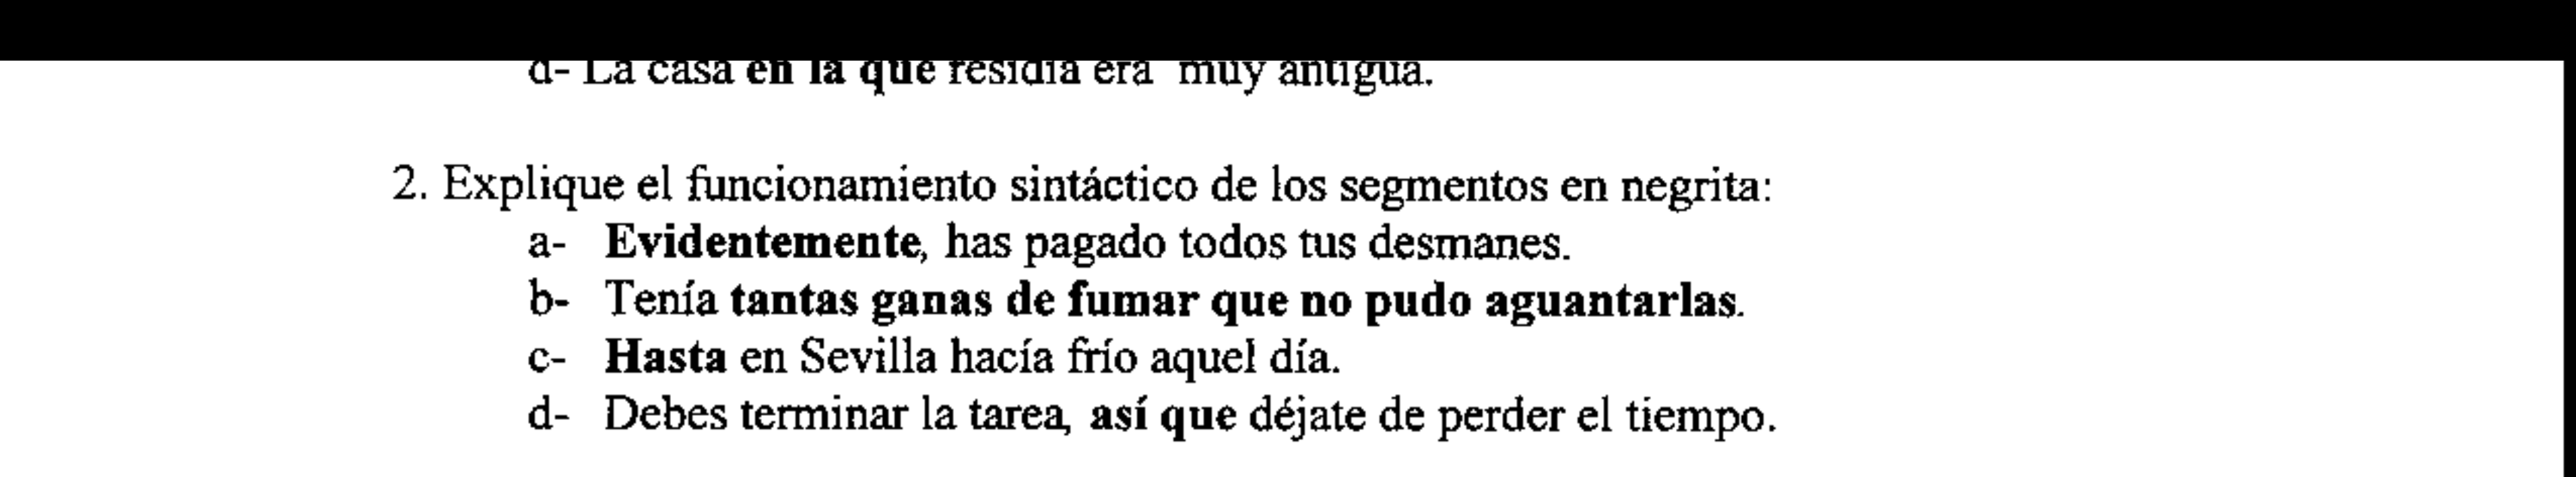 d- La casa en la que residía era muy antigua.
2. Explique el funcionamiento sintáctico de los segmentos en negrita:
a- Evidentemente, has pagado todos tus desmanes.
b- Tenía tantas ganas de fumar que no pudo aguantarlas.
c- Hasta en Sevilla hacía frío aquel día.
d- Debes terminar la tarea, así que déjate de perder el tiempo.